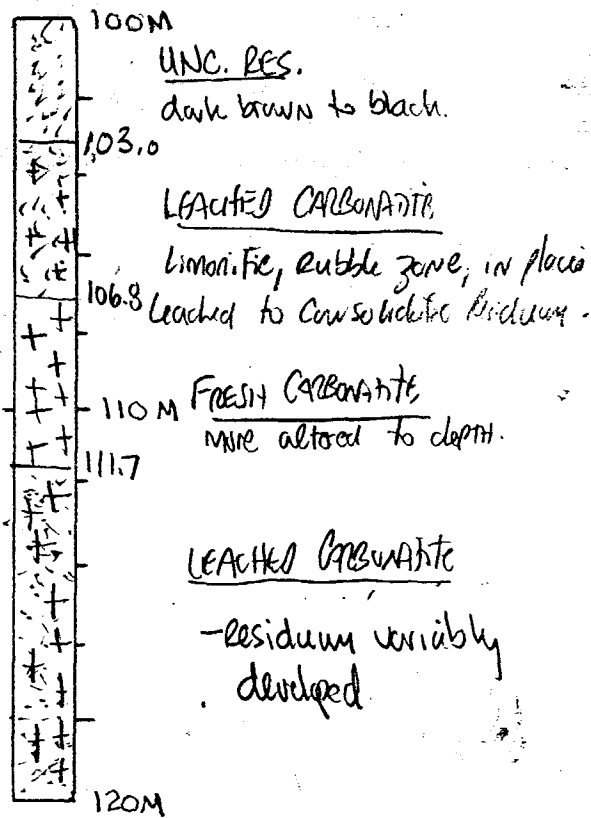 100M
UNC. RES.
dark brown to black.
103.0
LEACHED CARBONATITE
Limonitic, Rubble zone, in places
106.8 leached to Consolidated Residuum.
110 M FRESH CARBONATITE
more altered to depth.
111.7
LEACHED CARBONATITE
-Residuum variably
developed
120M